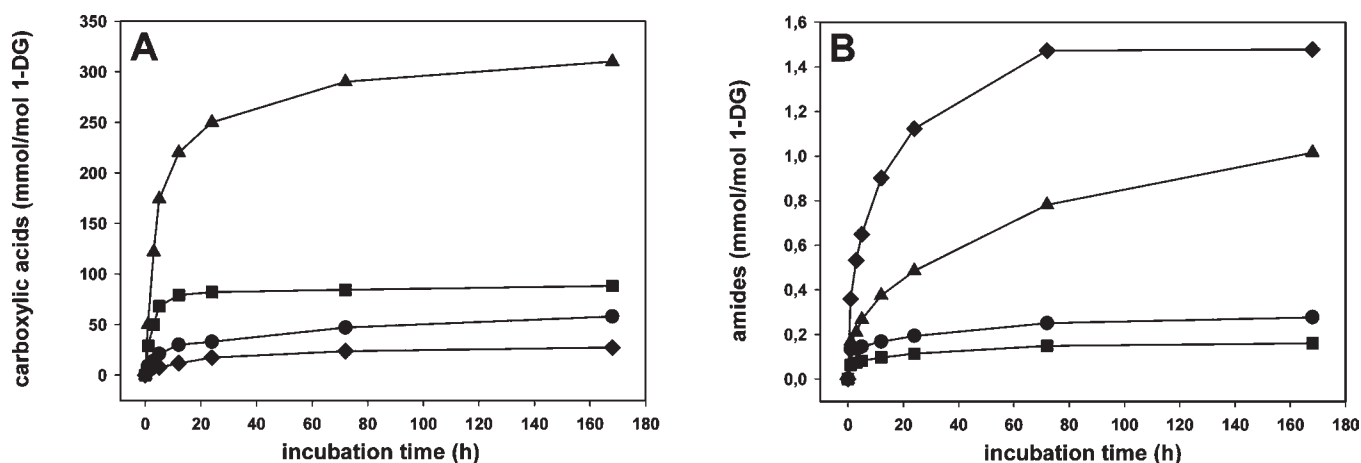 A
carboxylic acids (mmol/mol 1-DG)
350
300
250
200
150
100
50
0
0 20 40 60 80 100 120 140 160 180
incubation time (h)
B
amides (mmol/mol 1-DG)
1,6
1,4
1,2
1,0
0,8
0,6
0,4
0,2
0,0
0 20 40 60 80 100 120 140 160 180
incubation time (h)